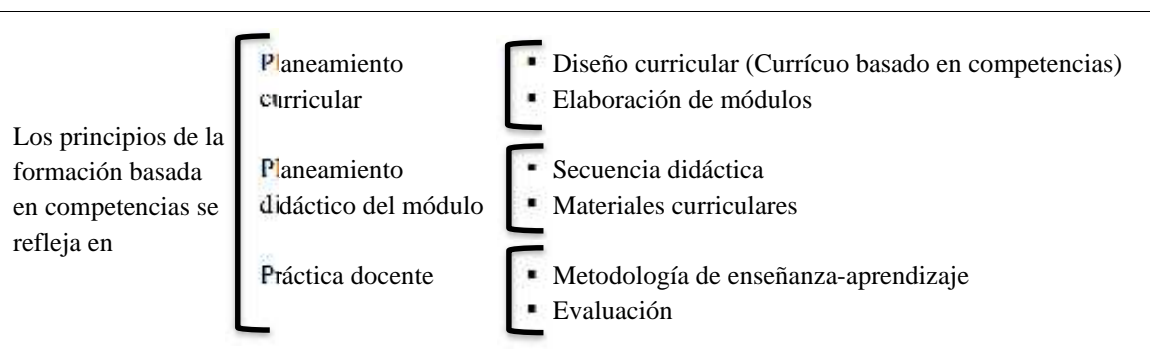 Los principios de la
formación basada
en competencias se
refleja en
Planeamiento
curricular
▪ Diseño curricular (Currícuo basado en competencias)
▪ Elaboración de módulos
Planeamiento
didáctico del módulo
▪ Secuencia didáctica
▪ Materiales curriculares
Práctica docente
▪ Metodología de enseñanza-aprendizaje
▪ Evaluación